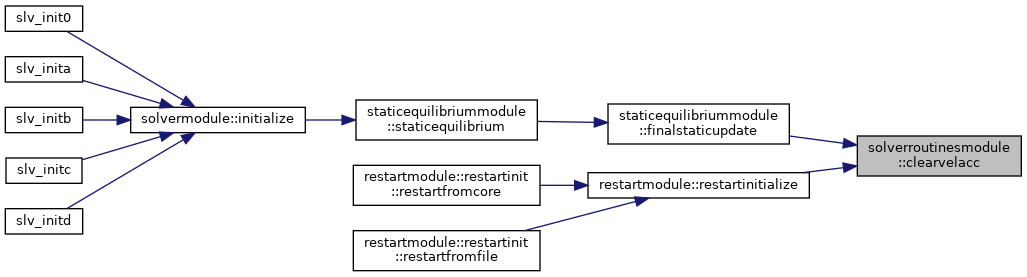 slv_init0
slv_inita
slv_initb
slv_initc
slv_initd
solvermodule::initialize
staticequilibriummodule
::staticequilibrium
restartmodule::restartinit
::restartfromcore
restartmodule::restartinit
::restartfromfile
staticequilibriummodule
::finalstaticupdate
restartmodule::restartinitialize
solverroutinesmodule
::clearvelacc